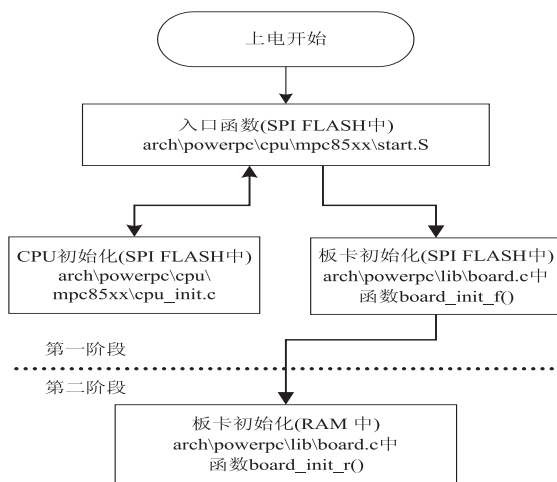 上电开始
入口函数(SPI FLASH中)
arch\powerpc\cpu\mpc85xx\start.S
CPU初始化(SPI FLASH中)
arch\powerpc\cpu\
mpc85xx\cpu_init.c
板卡初始化(SPI FLASH中)
arch\powerpc\lib\board.c中
函数board_init_f()
第一阶段
第二阶段
板卡初始化(RAM 中)
arch\powerpc\lib\board.c中
函数board_init_r()